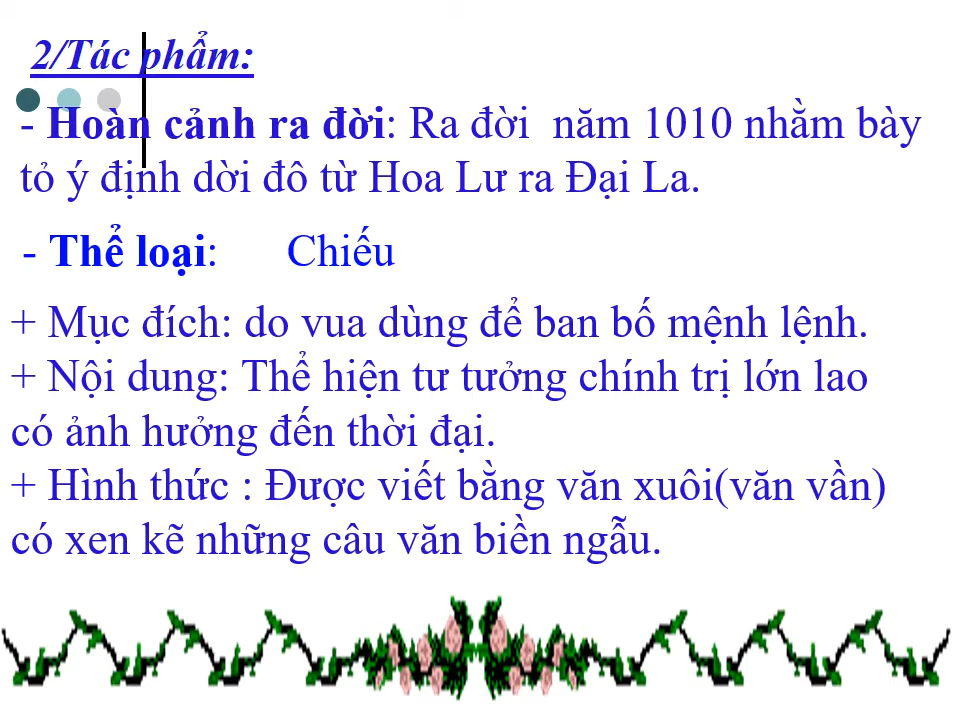 2/Tác phẩm:
- Hoàn cảnh ra đời: Ra đời năm 1010 nhằm bày
tỏ ý định dời đô từ Hoa Lư ra Đại La.
- Thể loại: Chiếu
+ Mục đích: do vua dùng để ban bố mệnh lệnh.
+ Nội dung: Thể hiện tư tưởng chính trị lớn lao
có ảnh hưởng đến thời đại.
+ Hình thức : Được viết bằng văn xuôi(văn vần)
có xen kẽ những câu văn biền ngẫu.